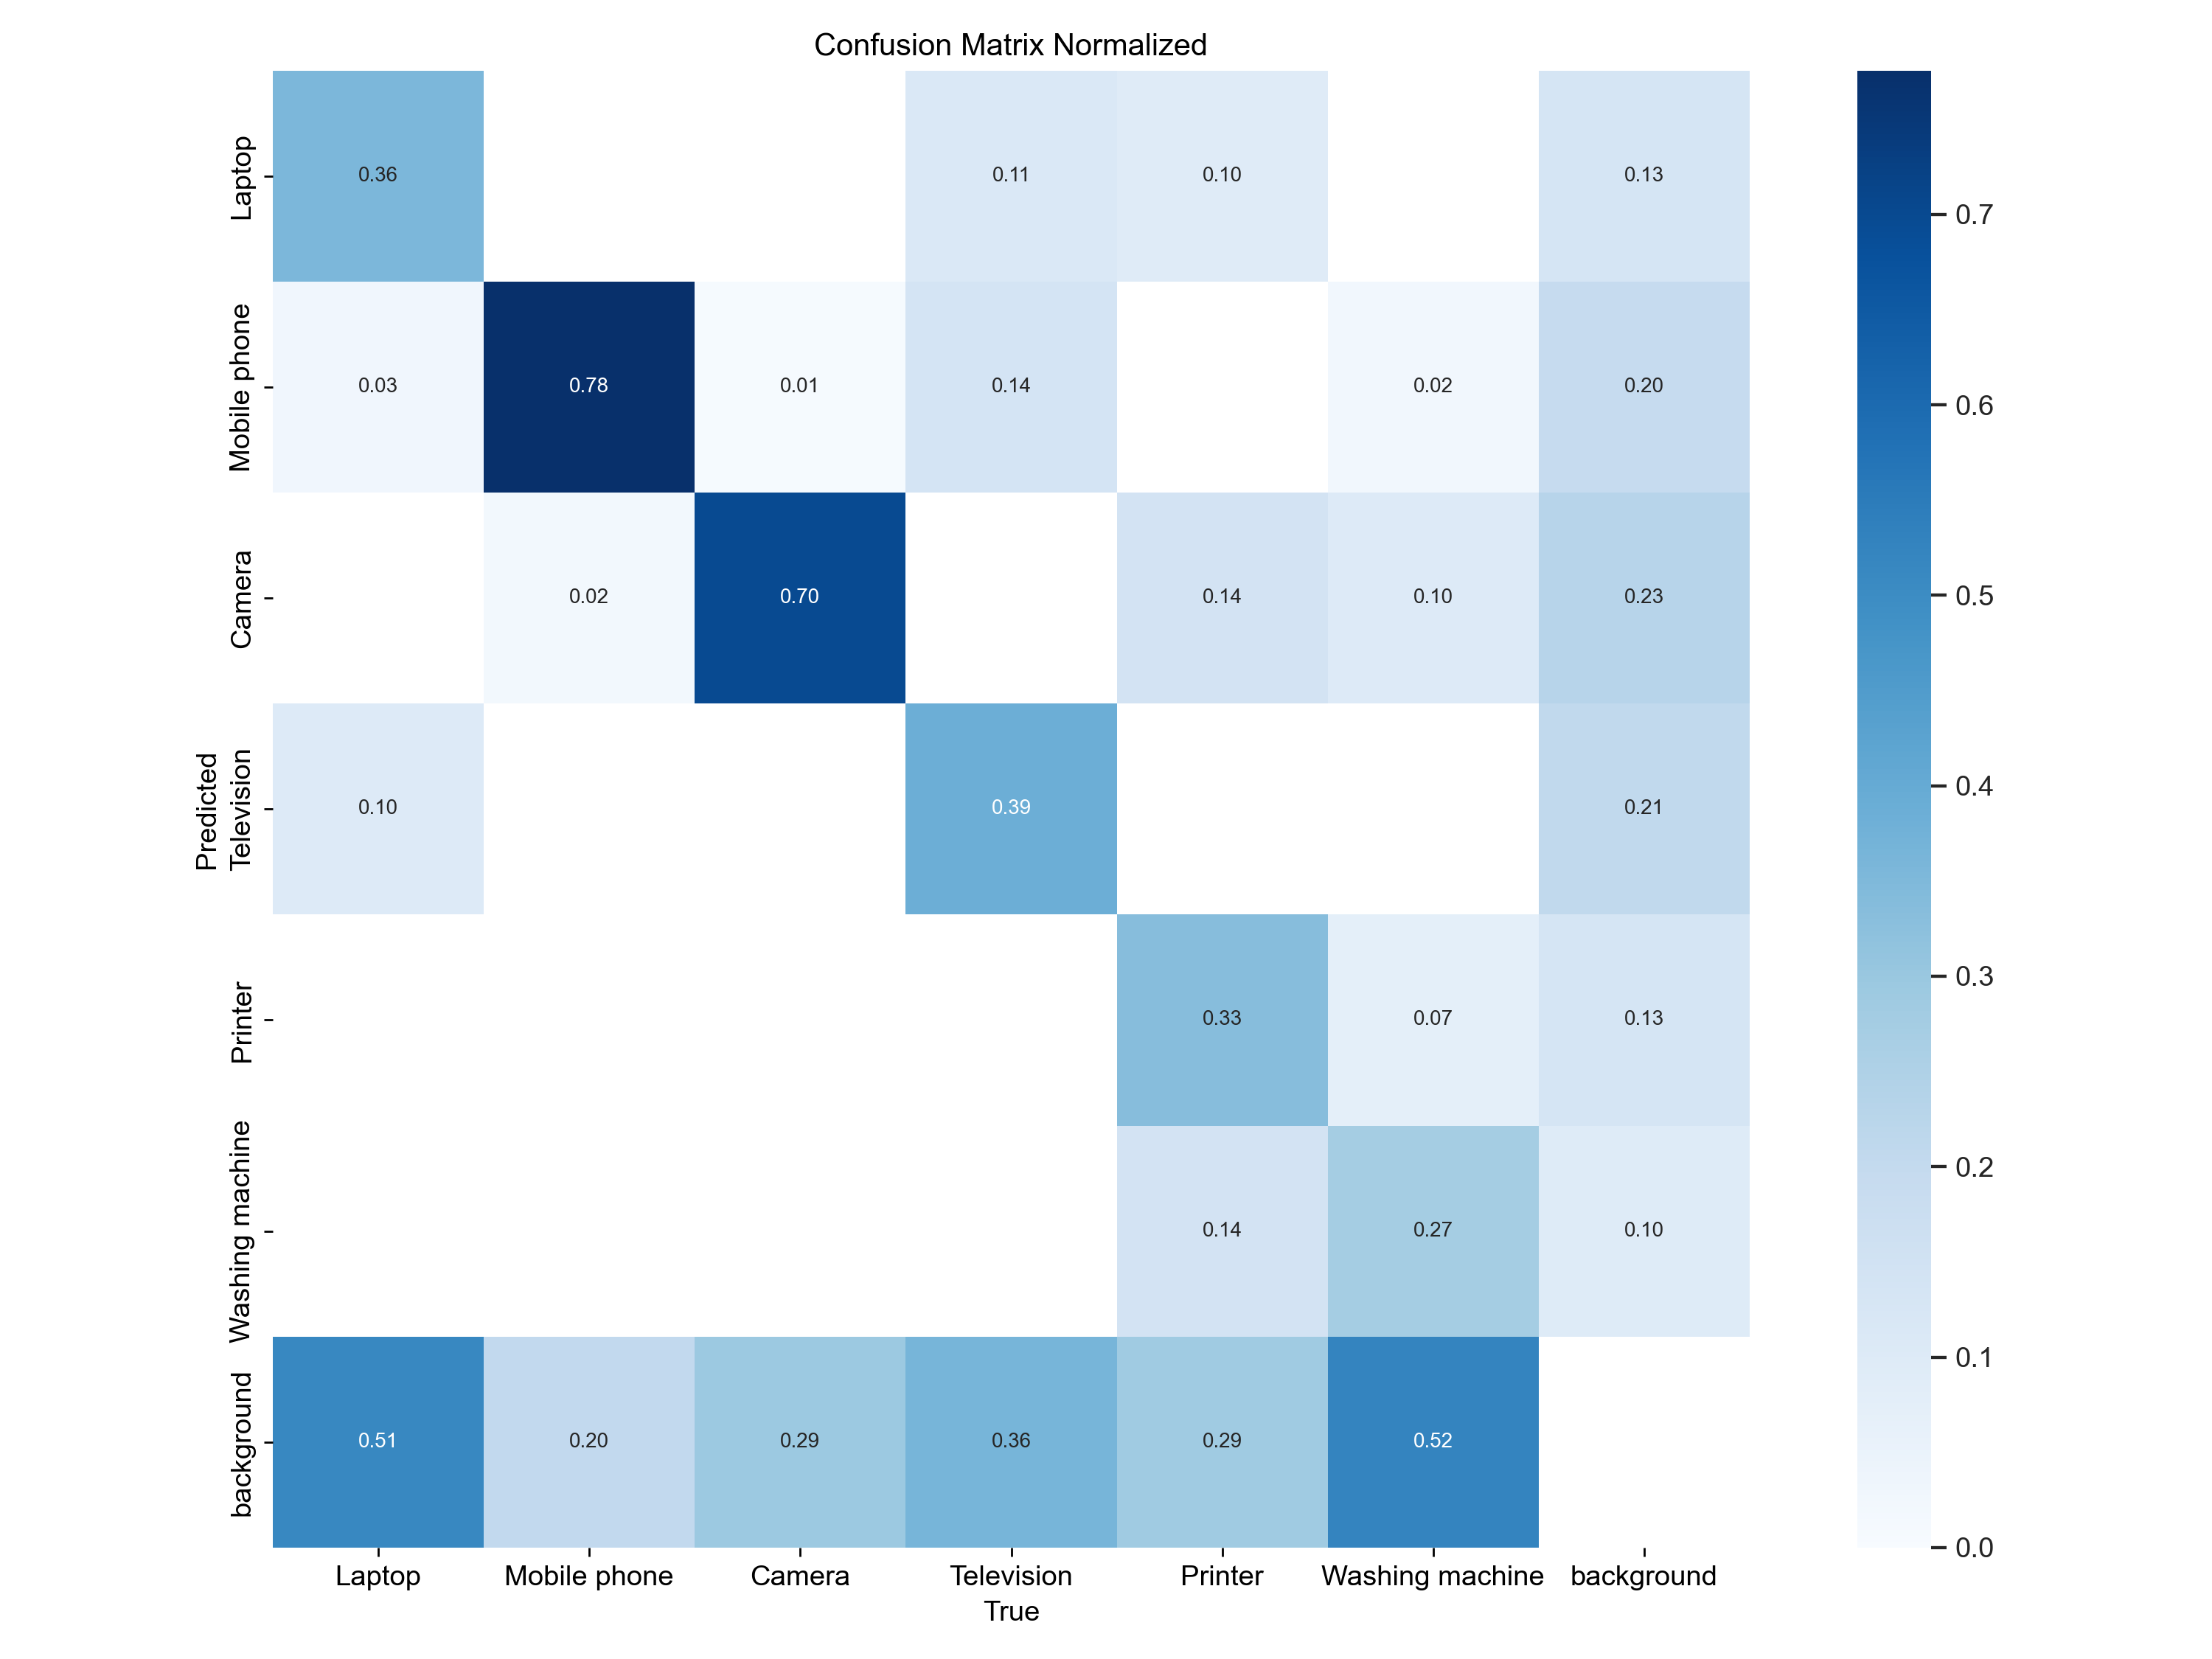 Confusion Matrix Normalized
Laptop
0.36
0.11
0.10
0.13
Mobile phone
0.03
0.78
0.01
0.14
0.02
0.20
Camera
0.02
0.70
0.14
0.10
0.23
Predicted
Television
0.10
0.39
0.21
Printer
0.33
0.07
0.13
Washing machine
0.14
0.27
0.10
background
0.51
0.20
0.29
0.36
0.29
0.52
Laptop
Mobile phone
Camera
Television
Printer
Washing machine
background
True
0.7
0.6
0.5
0.4
0.3
0.2
0.1
0.0